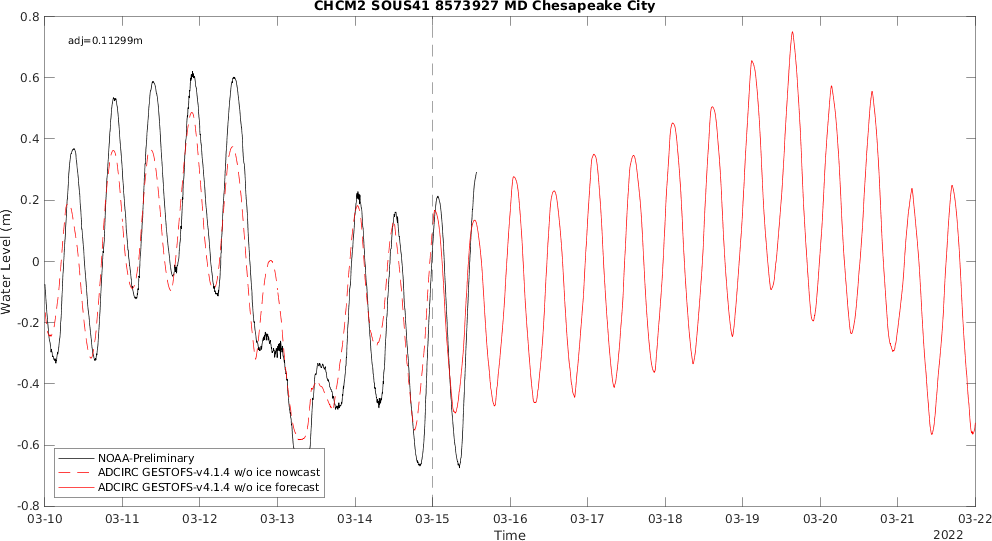 CHCM2 SOUS41 8573927 MD Chesapeake City
adj=0.11299m
0.8
0.6
0.4
0.2
0
-0.2
-0.4
-0.6
-0.8
Water Level (m)
NOAA-Preliminary
ADCIRC GESTOFS-v4.1.4 w/o ice nowcast
ADCIRC GESTOFS-v4.1.4 w/o ice forecast
03-10 03-11 03-12 03-13 03-14 03-15 03-16 03-17 03-18 03-19 03-20 03-21 03-22
Time
2022